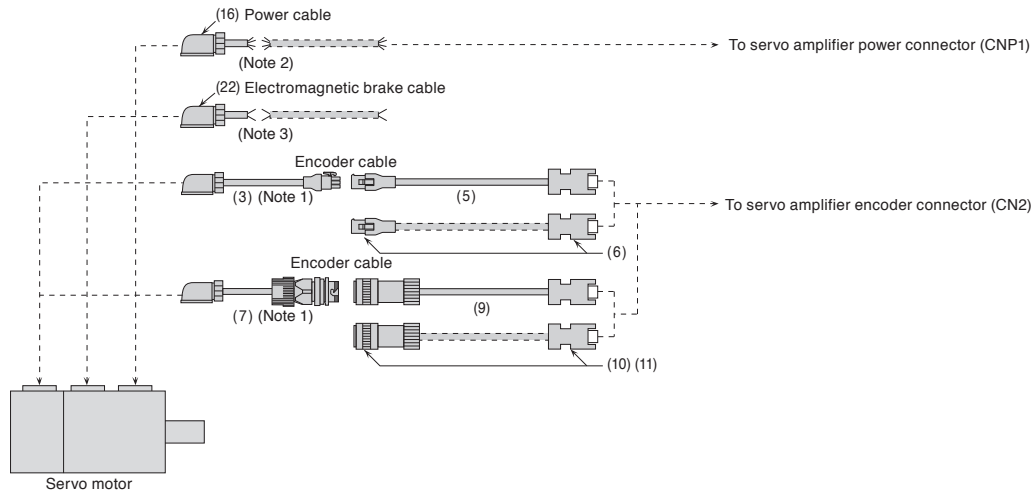 (16) Power cable
To servo amplifier power connector (CNP1)
(Note 2)
(22) Electromagnetic brake cable
(Note 3)
Encoder cable
(3) (Note 1)
(5)
To servo amplifier encoder connector (CN2)
(6)
Encoder cable
(7) (Note 1)
(9)
(10) (11)
Servo motor